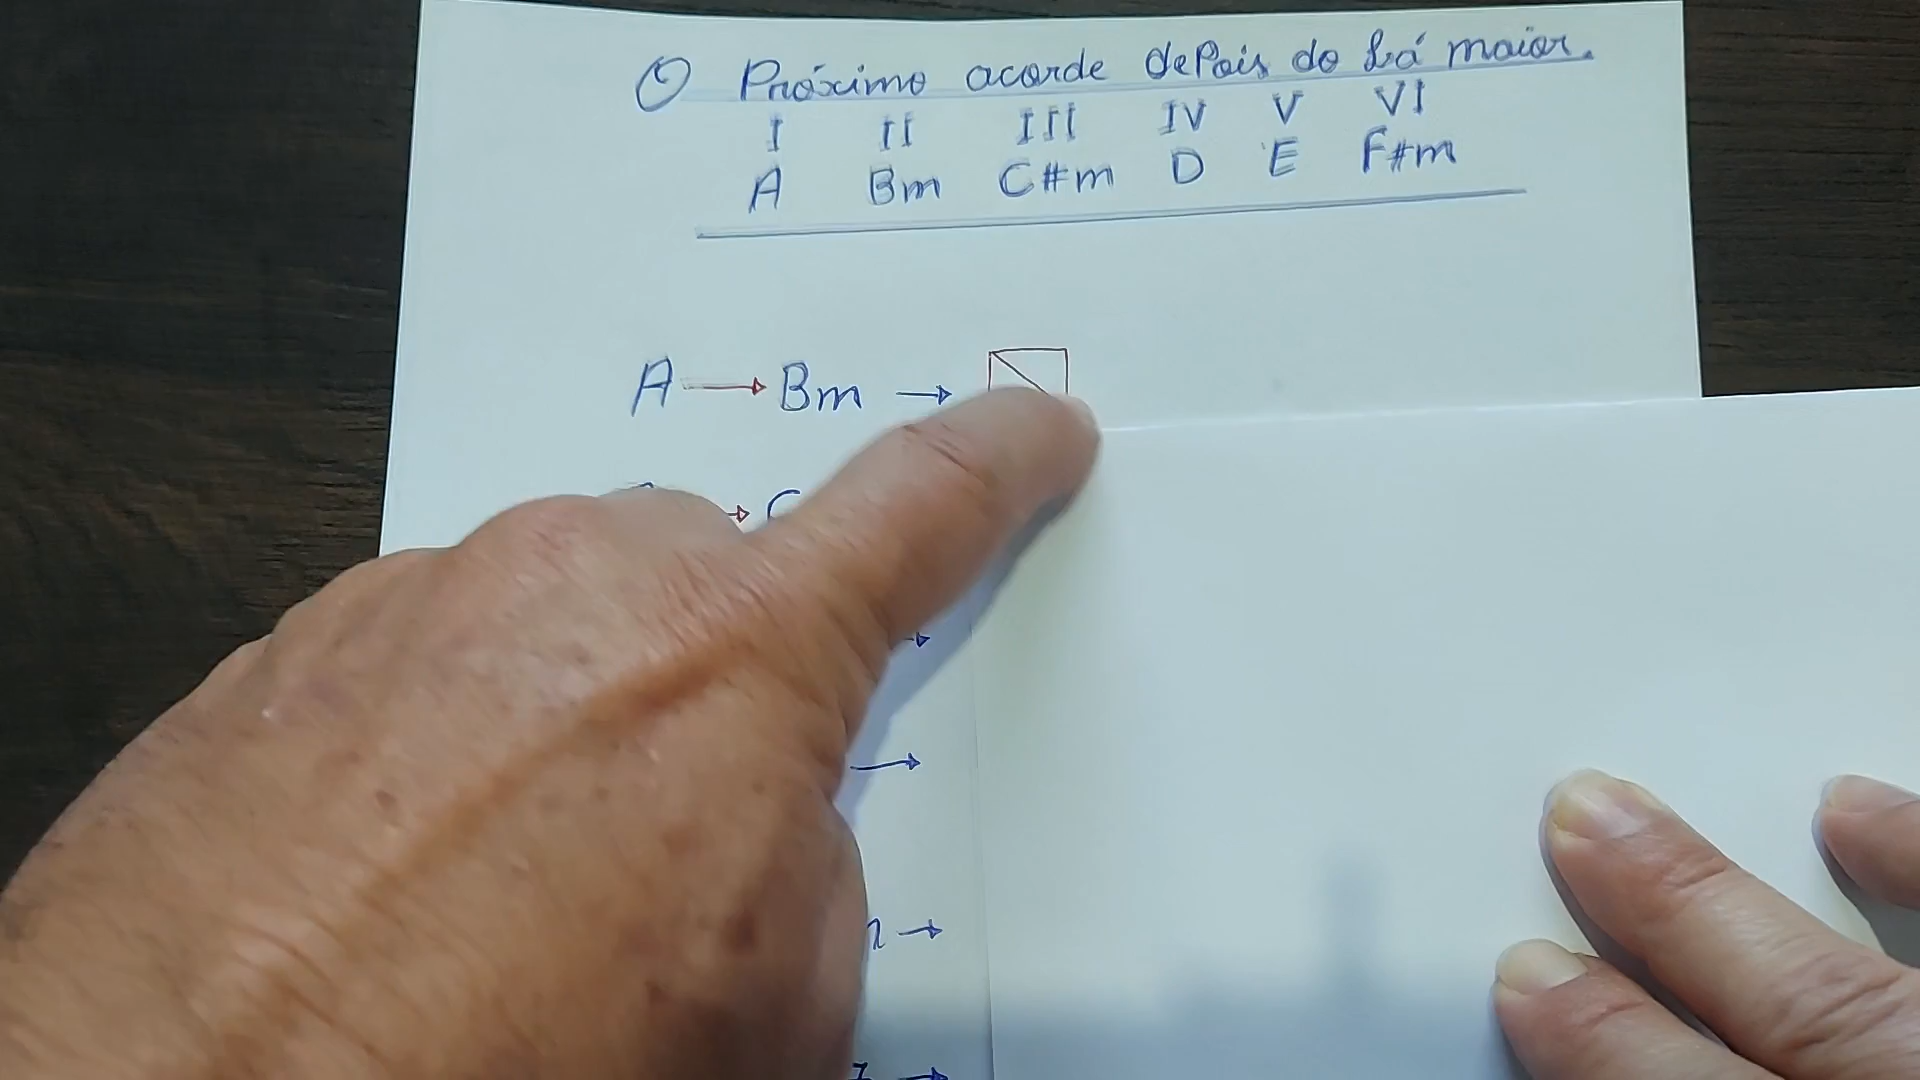 O Próximo acorde depois do Lá maior.
I II III IV V VI
A Bm C#m D E F#m
A → Bm →
→ C
→
→
→
→